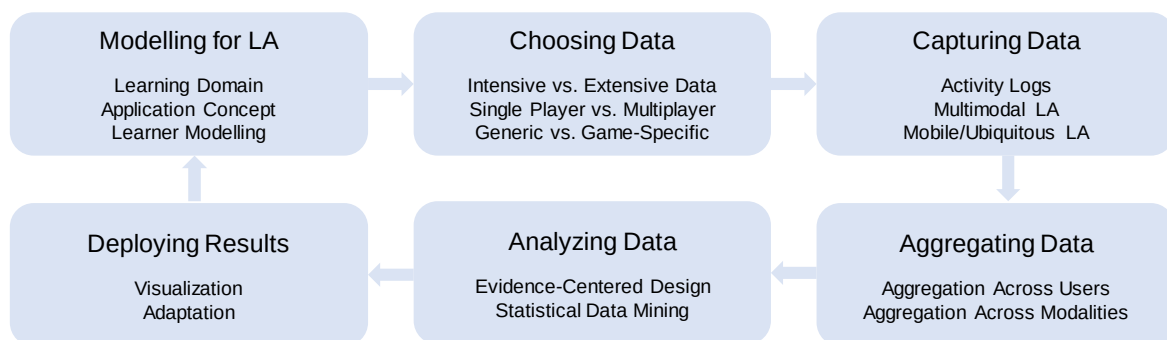 Modelling for LA
Learning Domain
Application Concept
Learner Modelling
Choosing Data
Intensive vs. Extensive Data
Single Player vs. Multiplayer
Generic vs. Game-Specific
Capturing Data
Activity Logs
Multimodal LA
Mobile/Ubiquitous LA
Deploying Results
Visualization
Adaptation
Analyzing Data
Evidence-Centered Design
Statistical Data Mining
Aggregating Data
Aggregation Across Users
Aggregation Across Modalities